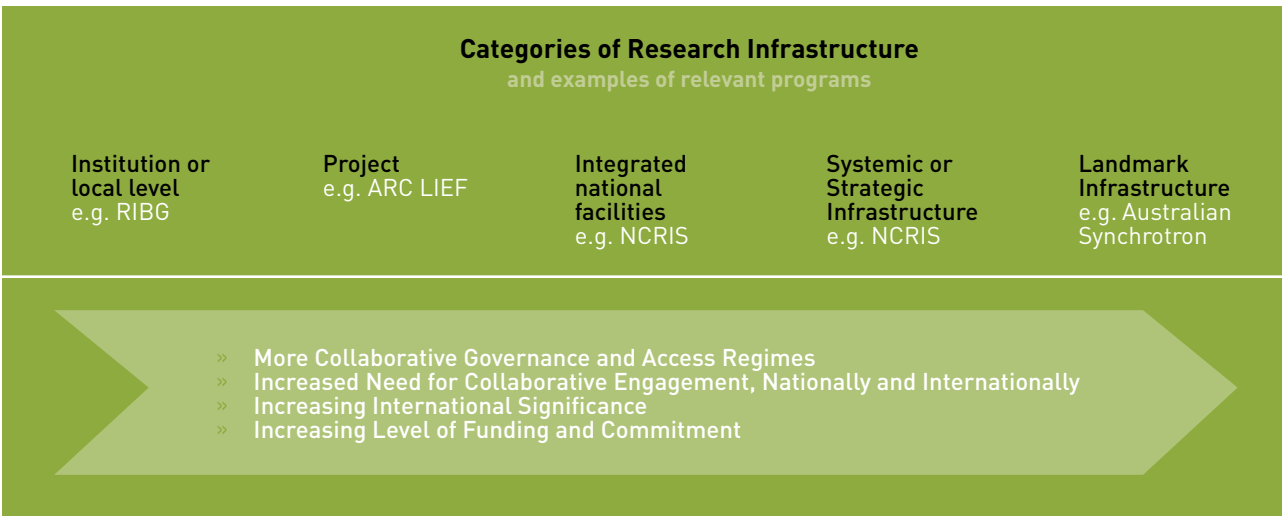 Categories of Research Infrastructure
and examples of relevant programs
Institution or
local level
e.g. RIBG
Project
e.g. ARC LIEF
Integrated
national
facilities
e.g. NCRIS
Systemic or
Strategic
Infrastructure
e.g. NCRIS
Landmark
Infrastructure
e.g. Australian
Synchrotron
» More Collaborative Governance and Access Regimes
» Increased Need for Collaborative Engagement, Nationally and Internationally
» Increasing International Significance
» Increasing Level of Funding and Commitment